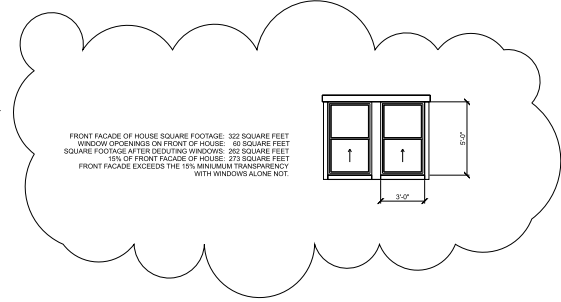 FRONT FACADE OF HOUSE SQUARE FOOTAGE: 322 SQUARE FEET
WINDOW OPOENINGS ON FRONT OF HOUSE: 60 SQUARE FEET
SQUARE FOOTAGE AFTER DEDUTING WINDOWS: 262 SQUARE FEET
15% OF FRONT FACADE OF HOUSE: 273 SQUARE FEET
FRONT FACADE EXCEEDS THE 15% MINIUMUM TRANSPARENCY
WITH WINDOWS ALONE NOT.
5'-0"
3'-0"